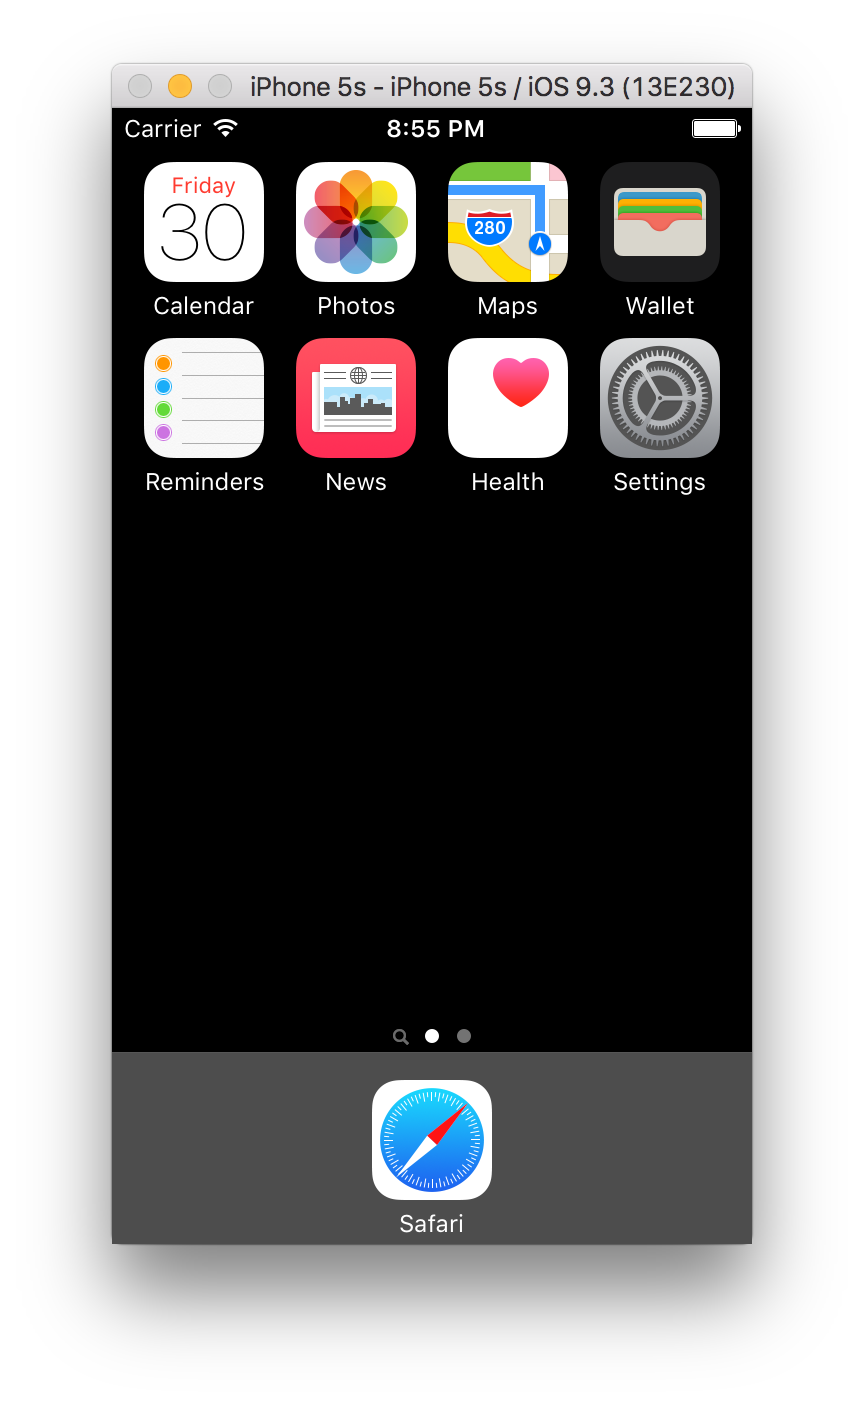 iPhone 5s - iPhone 5s / iOS 9.3 (13E230)
Carrier 8:55 PM
Friday
30
280
Calendar Photos Maps Wallet
Reminders News Health Settings
Safari